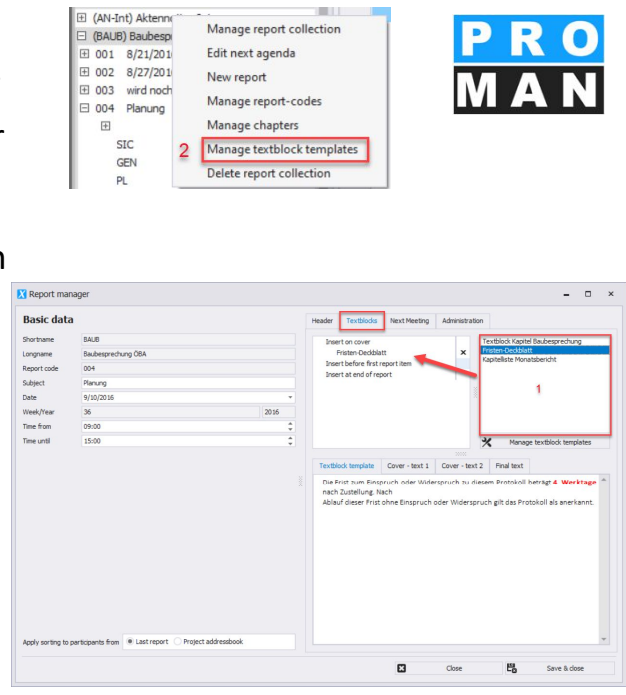 (AN-Int) Aktenno
(BAUB) Baubesp
001 8/21/201
002 8/27/201
003 wird noch
004 Planung
SIC
GEN
PL
Manage report collection
Edit next agenda
New report
Manage report-codes
Manage chapters
2 Manage textblock templates
Delete report collection
PRO
MAN
r
n
Report manager
Basic data
Shortname BAUB
Longname Baubesprechung ÖBA
Report code 004
Subject Planung
Date 9/10/2016
Week/Year 36 2016
Time from 09:00
Time until 15:00
Apply sorting to participants from Last report Project addressbook
Header Textblocks Next Meeting Administration
Insert on cover
Fristen-Deckblatt
Insert before first report item
Insert at end of report
Textblock Kapitel Baubesprechung
Fristen-Deckblatt
Kapitelliste Monatsbericht
1
Manage textblock templates
Textblock template Cover - text 1 Cover - text 2 Final text
Die Frist zum Einspruch oder Widerspruch zu diesem Protokoll beträgt 4. Werktage
nach Zustellung. Nach
Ablauf dieser Frist ohne Einspruch oder Widerspruch gilt das Protokoll als anerkannt.
Close Save & close